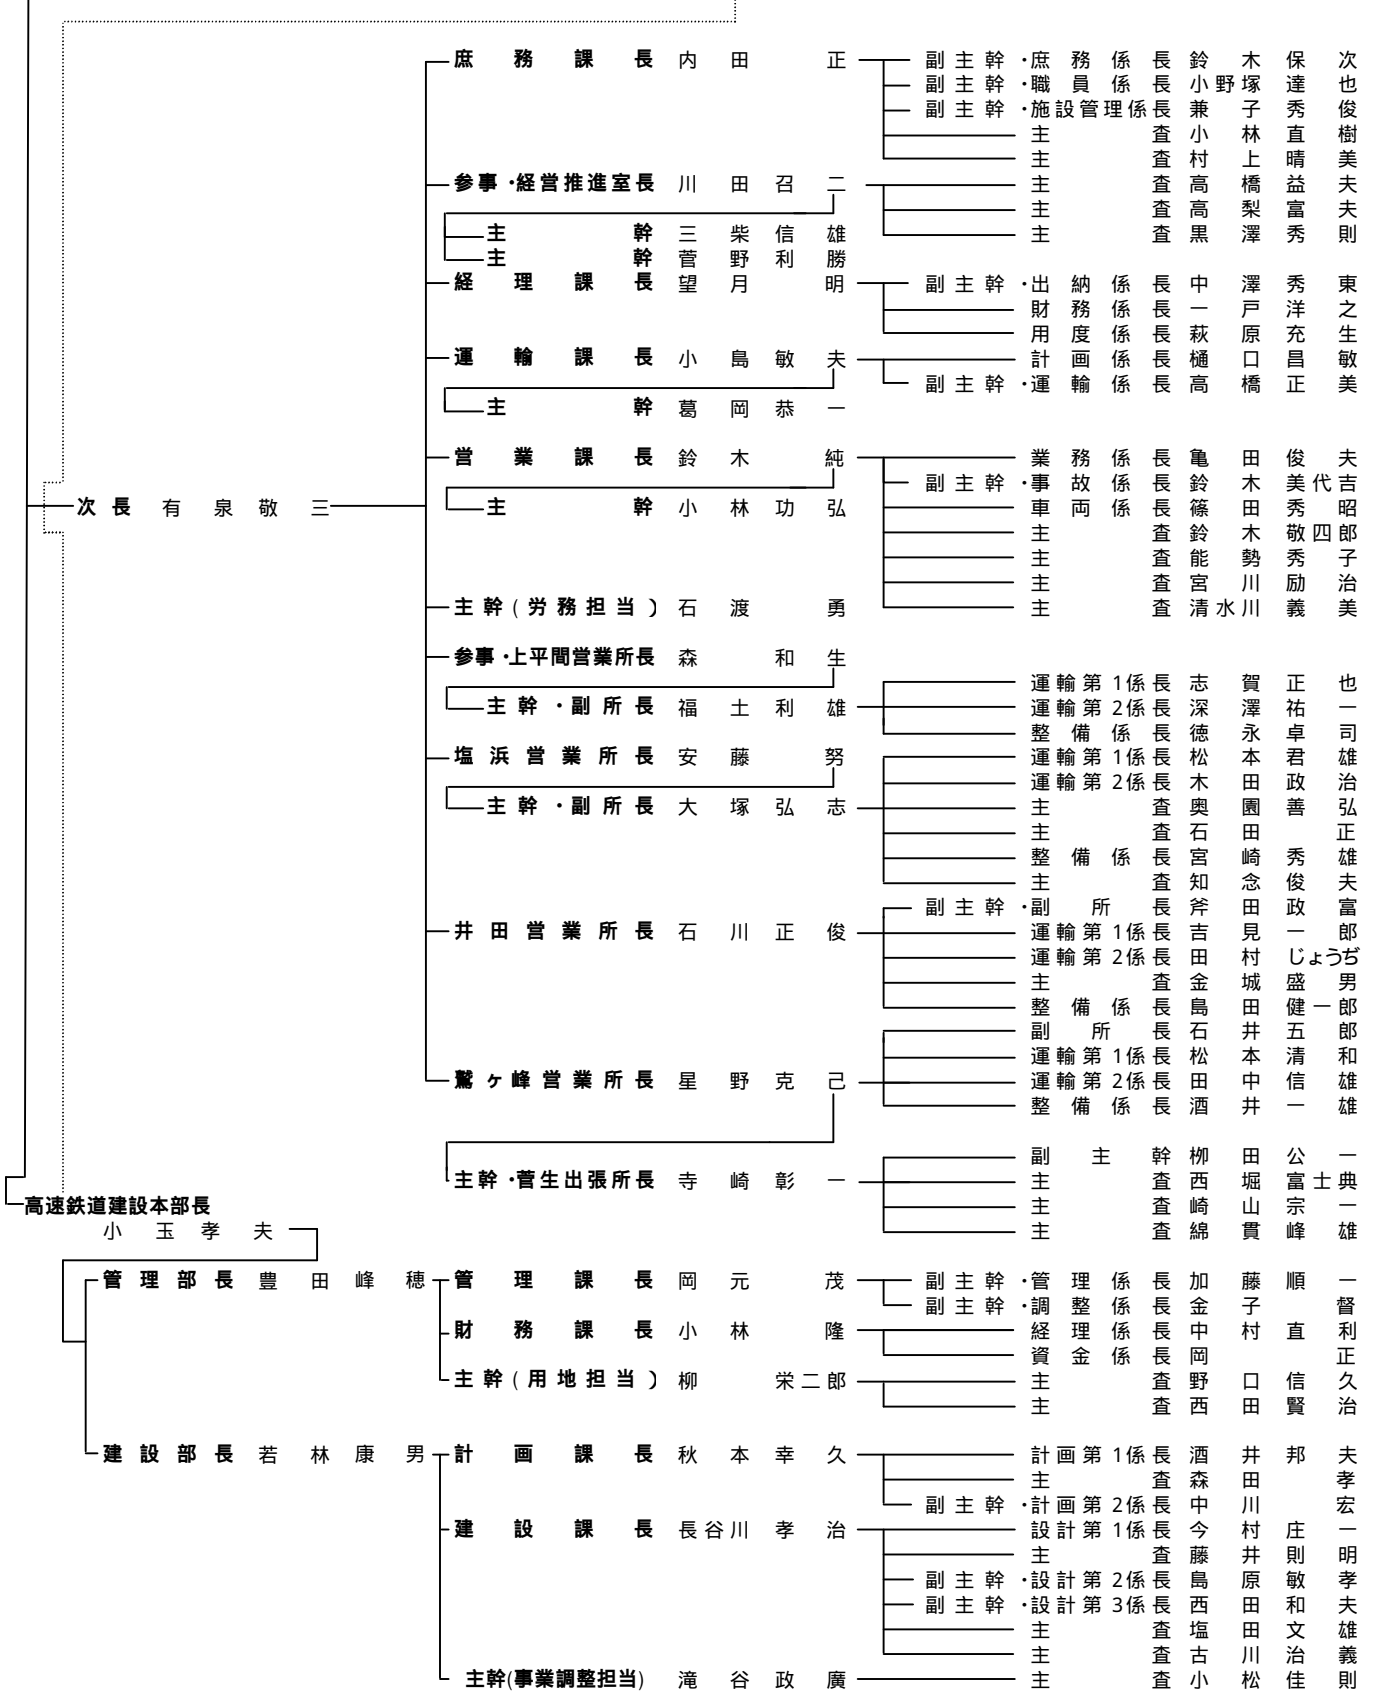 庶務課長 内田正 副主幹・庶務係長 鈴木保次
副主幹・職員係長 小野塚達也
副主幹・施設管理係長 兼子秀俊
主査 小林直樹
主査 村上晴美
参事・経営推進室長 川田召二 主査 高橋益夫
主査 高梨富夫
主幹 三柴信雄 主査 黒澤秀則
主幹 菅野利勝
経理課長 望月明 副主幹・出納係長 中澤秀東
財務係長 一戸洋之
用度係長 萩原充生
運輸課長 小島敏夫 計画係長 樋口昌敏
副主幹・運輸係長 高橋正美
主幹 葛岡恭一
営業課長 鈴木純 業務係長 亀田俊夫
副主幹・事故係長 鈴木美代吉
次長 有泉敬三 主幹 小林功弘 車両係長 篠田秀昭
主査 鈴木敬四郎
主査 能勢秀子
主査 宮川励治
主幹(労務担当) 石渡勇 主査 清水川義美
参事・上平間営業所長 森和生
運輸第1係長 志賀正也
主幹・副所長 福土利雄 運輸第2係長 深澤祐一
整備係長 徳永卓司
塩浜営業所長 安藤努 運輸第1係長 松本君雄
運輸第2係長 木田政治
主幹・副所長 大塚弘志 主査 奥園善弘
主査 石田正
整備係長 宮崎秀雄
主査 知念俊夫
副主幹・副所長 斧田政富
井田営業所長 石川正俊 運輸第1係長 吉見一郎
運輸第2係長 田村じょうぢ
主査 金城盛男
整備係長 島田健一郎
副所長 石井五郎
運輸第1係長 松本清和
鷲ヶ峰営業所長 星野克己 運輸第2係長 田中信雄
整備係長 酒井一雄
副主幹 柳田公一
主幹・菅生出張所長 寺崎彰一 主査 西堀富士典
高速鉄道建設本部長 主査 崎山宗一
小玉孝夫 主査 綿貫峰雄
管理部長 豊田峰穂 管理課長 岡元茂 副主幹・管理係長 加藤順一
副主幹・調整係長 金子督
財務課長 小林隆 経理係長 中村直利
資金係長 岡正
主幹(用地担当) 柳栄二郎 主査 野口信久
主査 西田賢治
建設部長 若林康男 計画課長 秋本幸久 計画第1係長 酒井邦夫
主査 森田孝
副主幹・計画第2係長 中川宏
建設課長 長谷川孝治 設計第1係長 今村庄一
主査 藤井則明
副主幹・設計第2係長 島原敏孝
副主幹・設計第3係長 西田和夫
主査 塩田文雄
主査 古川治義
主幹(事業調整担当) 滝谷政廣 主査 小松佳則